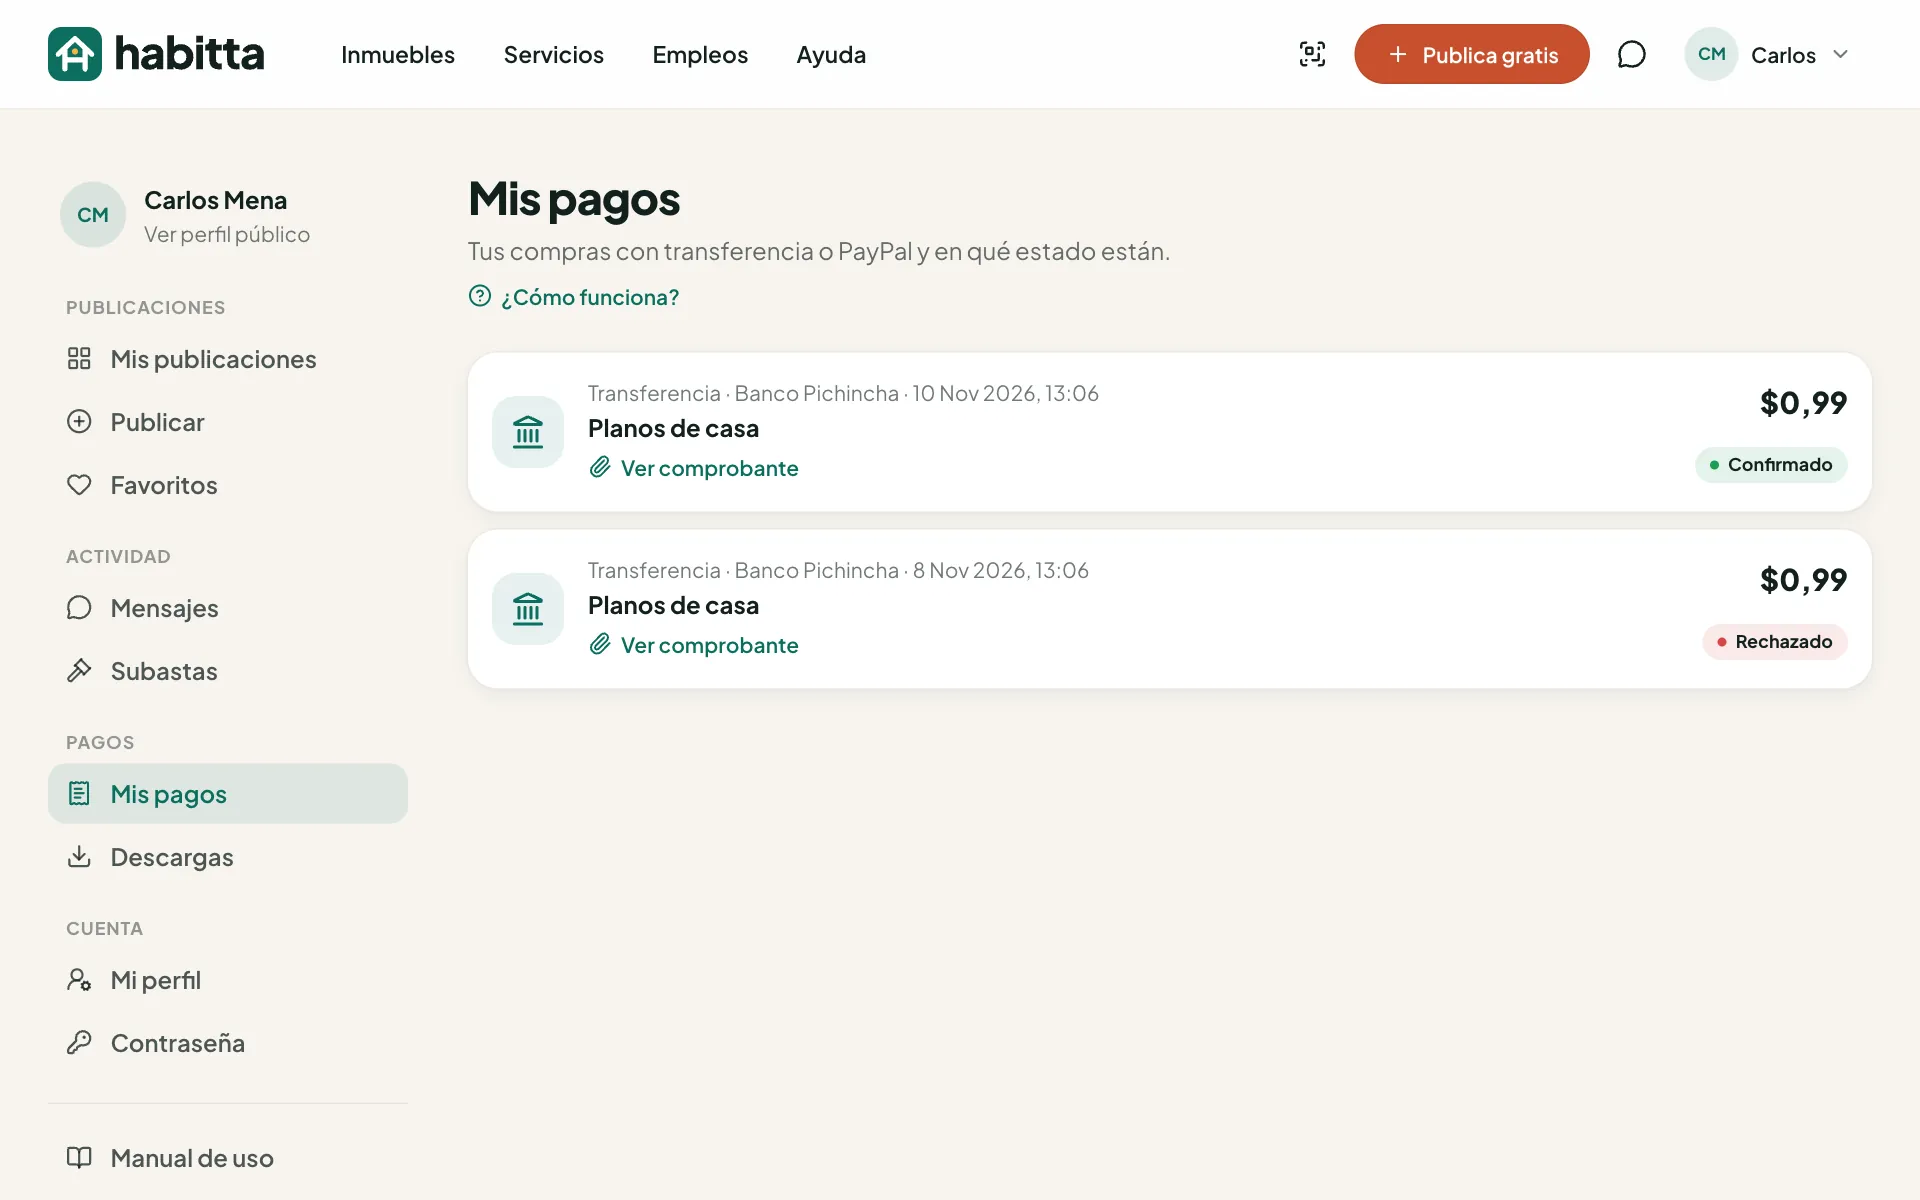 habitta
Inmuebles
Servicios
Empleos
Ayuda
+ Publica gratis
CM
Carlos
CM
Carlos Mena
Ver perfil público
PUBLICACIONES
Mis publicaciones
Publicar
Favoritos
ACTIVIDAD
Mensajes
Subastas
PAGOS
Mis pagos
Descargas
CUENTA
Mi perfil
Contraseña
Manual de uso
Mis pagos
Tus compras con transferencia o PayPal y en qué estado están.
¿Cómo funciona?
Transferencia · Banco Pichincha · 10 Nov 2026, 13:06
Planos de casa
Ver comprobante
$0,99
Confirmado
Transferencia · Banco Pichincha · 8 Nov 2026, 13:06
Planos de casa
Ver comprobante
$0,99
Rechazado